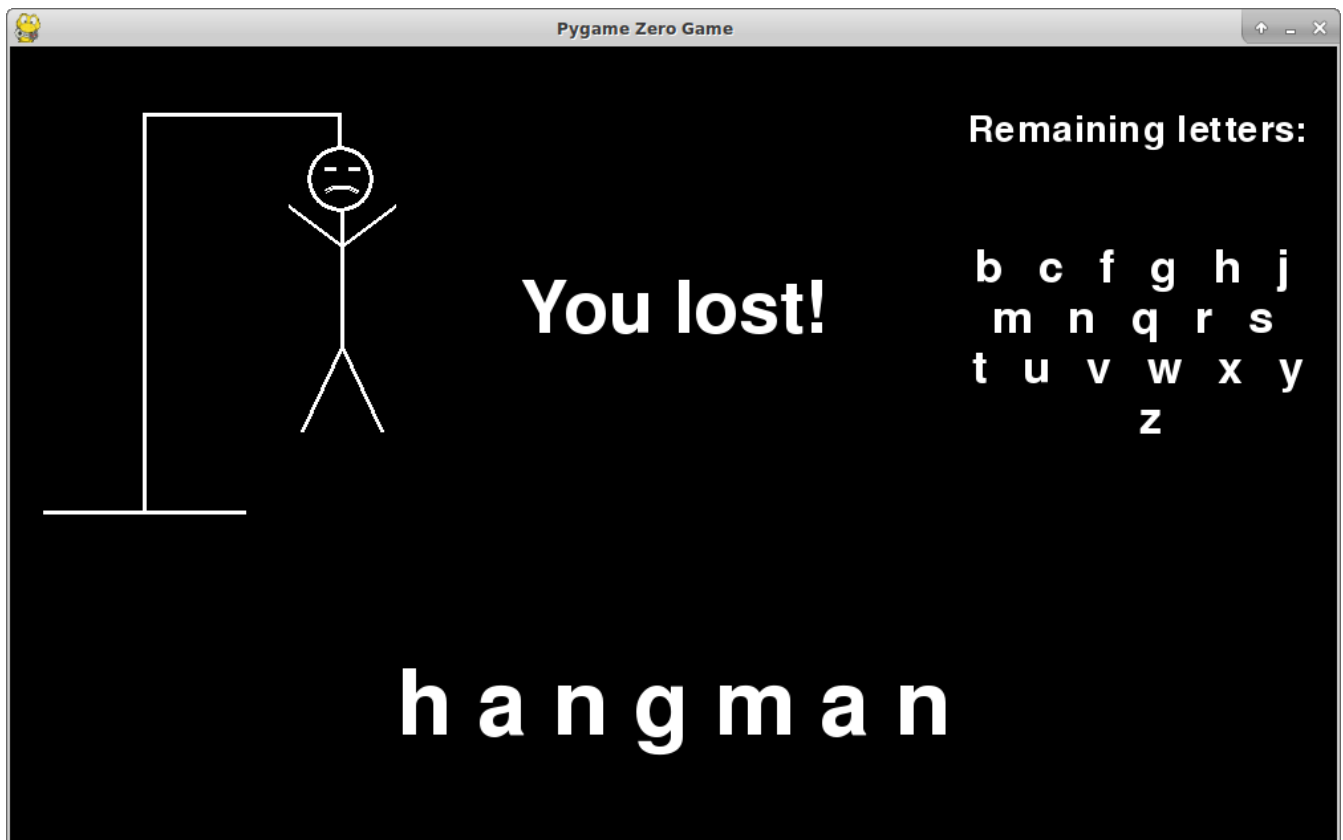 Pygame Zero Game
Remaining letters:
b c f g h j
m n q r s
t u v w x y
z
You lost!
h a n g m a n